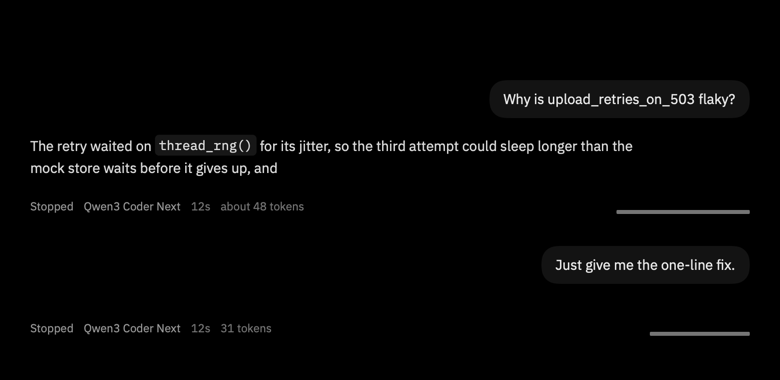 Why is upload_retries_on_503 flaky?
The retry waited on thread_rng() for its jitter, so the third attempt could sleep longer than the
mock store waits before it gives up, and
Stopped Qwen3 Coder Next 12s about 48 tokens
Just give me the one-line fix.
Stopped Qwen3 Coder Next 12s 31 tokens